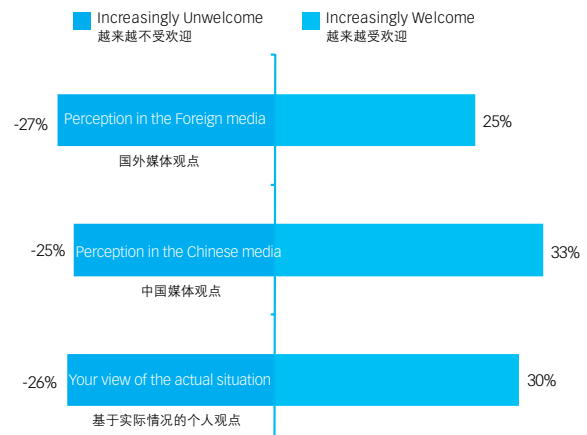 Increasingly Unwelcome
越来越不受欢迎
Increasingly Welcome
越来越受欢迎
-27%
Perception in the Foreign media
25%
国外媒体观点
-25%
Perception in the Chinese media
33%
中国媒体观点
-26%
Your view of the actual situation
30%
基于实际情况的个人观点